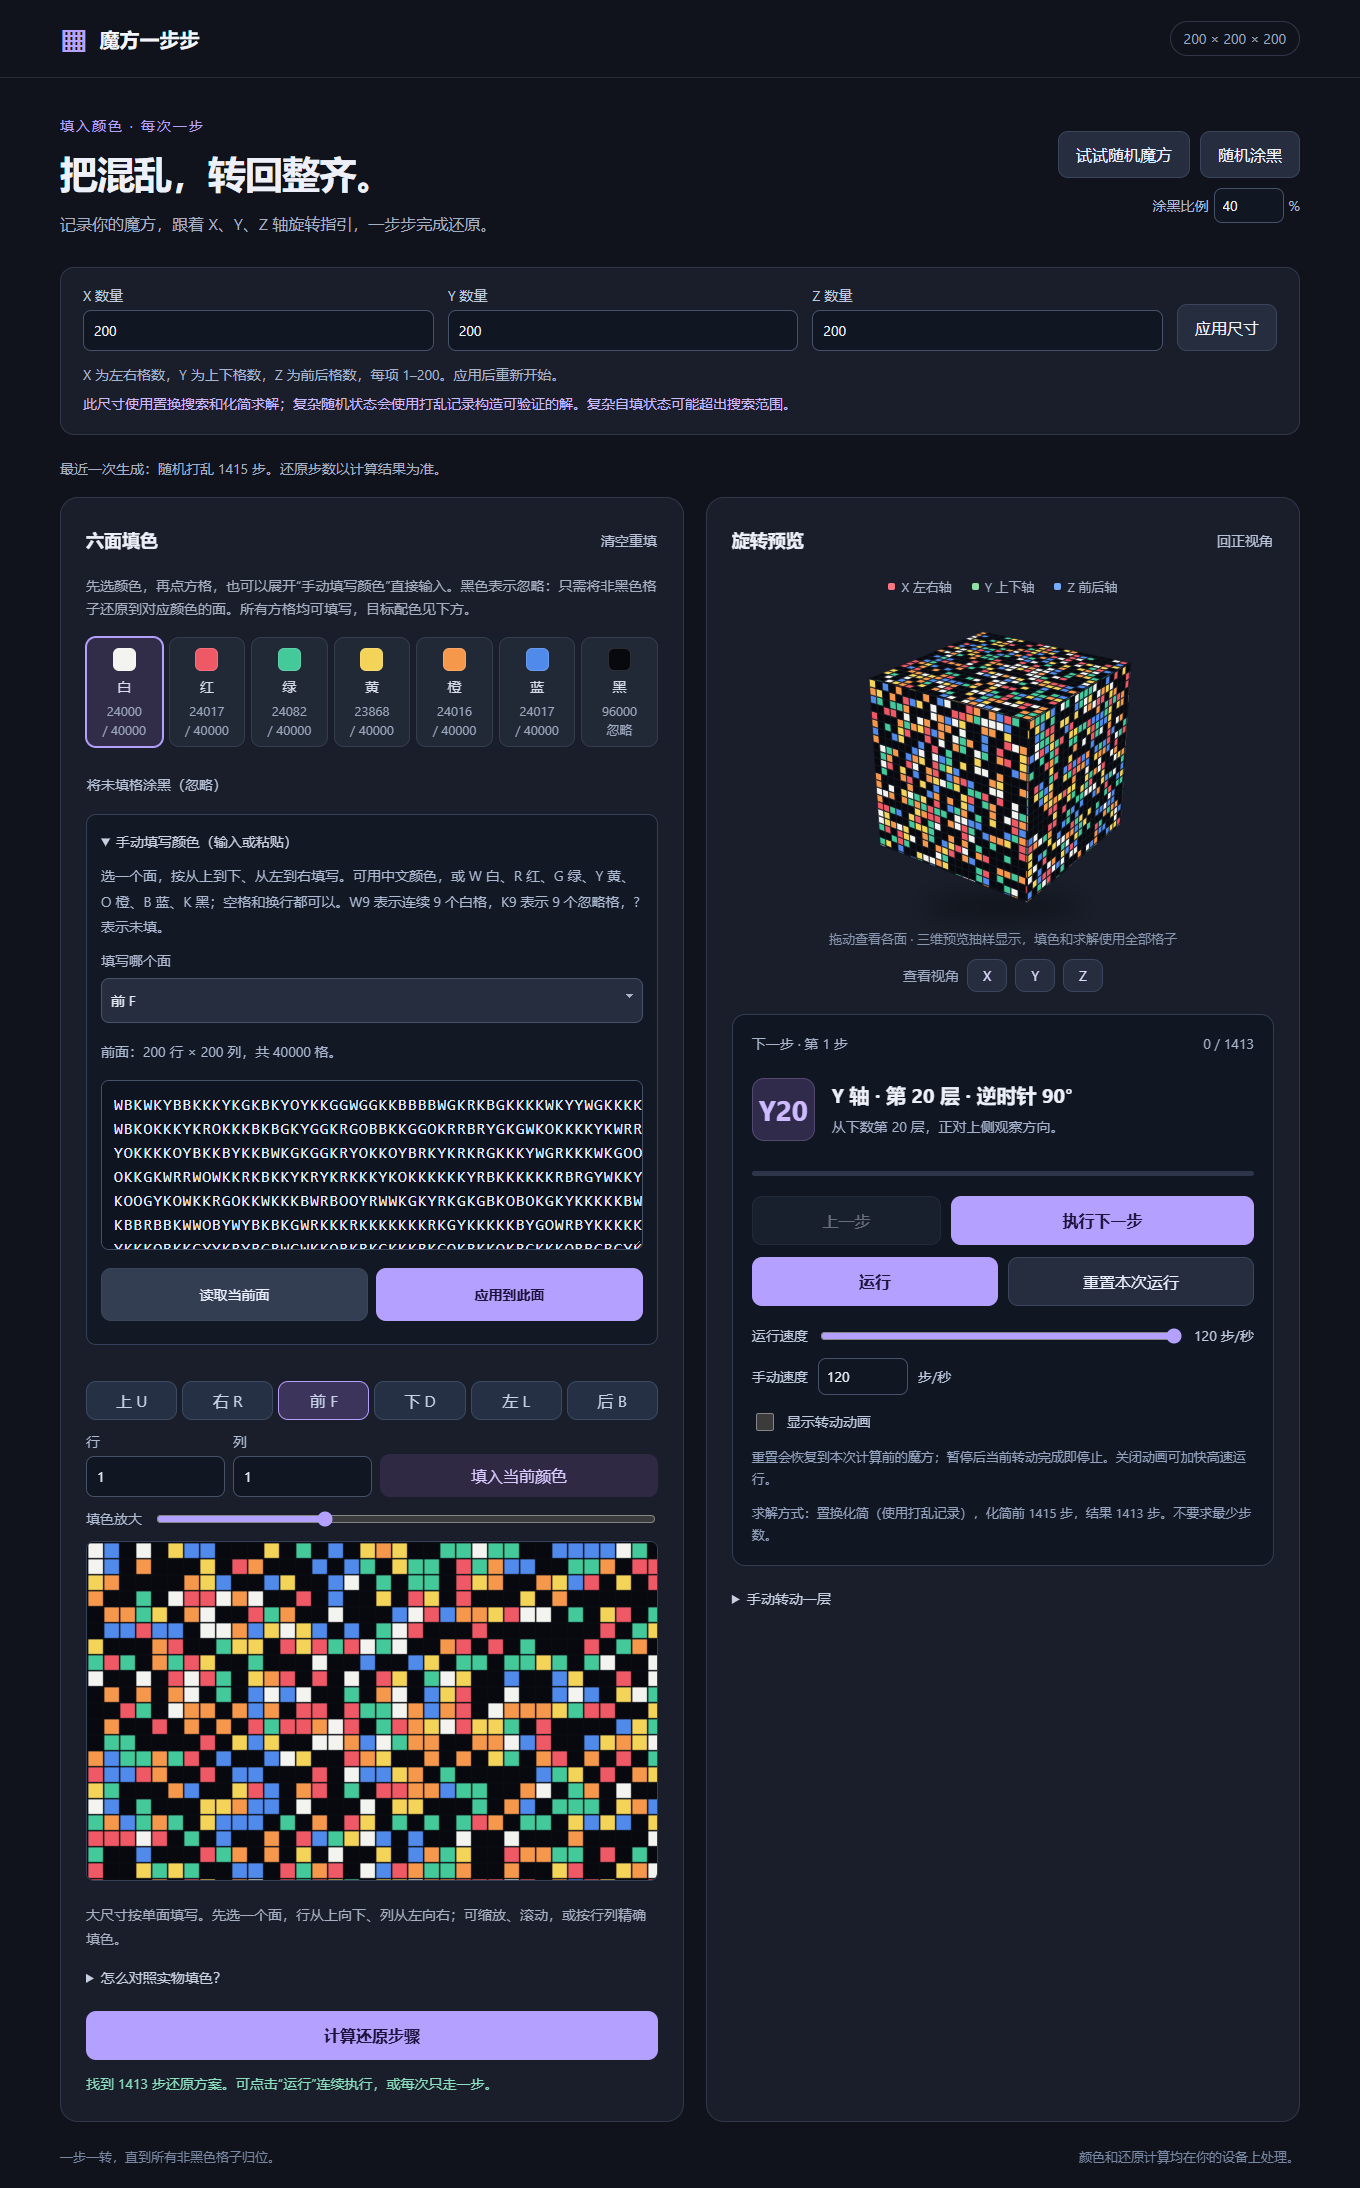 魔方一步步
200 × 200 × 200
填入颜色 · 每次一步
把混乱，转回整齐。
记录你的魔方，跟着 X、Y、Z 轴旋转指引，一步步完成还原。
试试随机魔方
随机涂黑
涂黑比例 40 %
X 数量
Y 数量
Z 数量
200
200
200
应用尺寸
X 为左右格数，Y 为上下格数，Z 为前后格数，每项 1–200。应用后重新开始。
此尺寸使用置换搜索和化简求解；复杂随机状态会使用打乱记录构造可验证的解。复杂自填状态可能超出搜索范围。
最近一次生成：随机打乱 1415 步。还原步数以计算结果为准。
六面填色
清空重填
先选颜色，再点方格，也可以展开“手动填写颜色”直接输入。黑色表示忽略：只需将非黑色格
子还原到对应颜色的面。所有方格均可填写，目标配色见下方。
白
24000
/ 40000
红
24017
/ 40000
绿
24082
/ 40000
黄
23868
/ 40000
橙
24016
/ 40000
蓝
24017
/ 40000
黑
96000
忽略
将未填格涂黑（忽略）
▼ 手动填写颜色（输入或粘贴）
选一个面，按从上到下、从左到右填写。可用中文颜色，或 W 白、R 红、G 绿、Y 黄、
O 橙、B 蓝、K 黑；空格和换行都可以。W9 表示连续 9 个白格，K9 表示 9 个忽略格，?
表示未填。
填写哪个面
前 F
前面：200 行 × 200 列，共 40000 格。
WBKWKYBBKKKYKGKBKYOYKKGGWGGKKBBBBWGKRKBGKKKKWKYYWGKKKK
WBKOKKKYKROKKKBKBGKYGGKRGOBBKKGGOKRRBRYGKGWKOKKKKYKWRR
YOKKKKOYBKKBYKKBWKGKGGKRYOKKOYBRKYKRKRGKKKYWGRKKKWKGOO
OKKGKWRRWOWKKRKBKKYKRYKRKKKYKOKKKKKKYRBKKKKKKRBRGYWKKY
KOOGYKOWKKRGOKKWKKKBWRBOOYRWWKGKYRKGKGBKOBOKGKYKKKKKBW
KBBRBBKWWOBYWYBKBKGWRKKKRKKKKKKKRKGYKKKKKBYGOWRBYKKKKK
读取当前面
应用到此面
上 U
右 R
前 F
下 D
左 L
后 B
行
列
1
1
填入当前颜色
填色放大
大尺寸按单面填写。先选一个面，行从上向下、列从左向右；可缩放、滚动，或按行列精确
填色。
▶ 怎么对照实物填色？
计算还原步骤
找到 1413 步还原方案。可点击“运行”连续执行，或每次只走一步。
旋转预览
回正视角
X 左右轴
Y 上下轴
Z 前后轴
拖动查看各面 · 三维预览抽样显示，填色和求解使用全部格子
查看视角 X Y Z
下一步 · 第 1 步
0 / 1413
Y20
Y 轴 · 第 20 层 · 逆时针 90°
从下数第 20 层，正对上侧观察方向。
上一步
执行下一步
运行
重置本次运行
运行速度
120 步/秒
手动速度 120 步/秒
显示转动动画
重置会恢复到本次计算前的魔方；暂停后当前转动完成即停止。关闭动画可加快高速运
行。
求解方式：置换化简（使用打乱记录），化简前 1415 步，结果 1413 步。不要求最少步
数。
▶ 手动转动一层
一步一转，直到所有非黑色格子归位。
颜色和还原计算均在你的设备上处理。